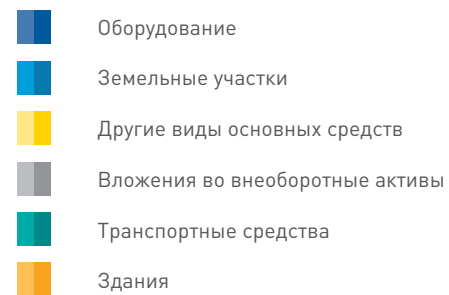 Оборудование
Земельные участки
Другие виды основных средств
Вложения во внеоборотные активы
Транспортные средства
Здания